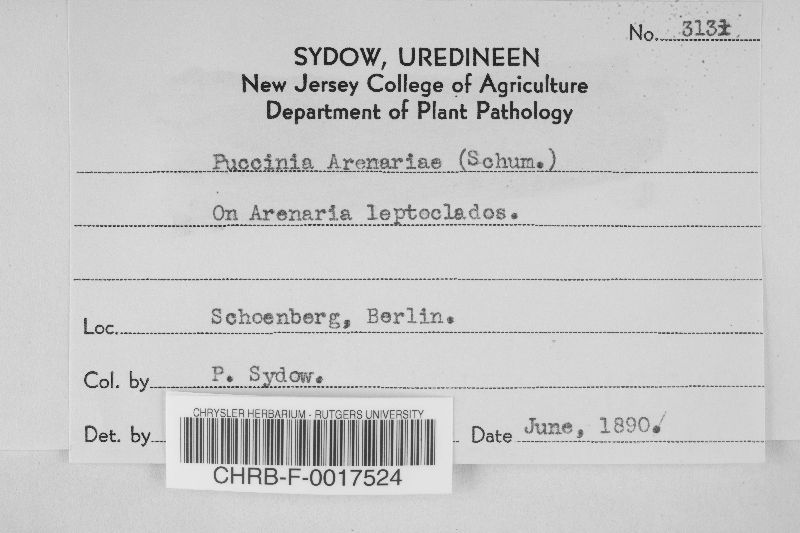 No. 313
SYDOW, UREDINEEN
New Jersey College of Agriculture
Department of Plant Pathology
Puccinia Arenariae (Schum.)
On Arenaria leptoclados.
Loc. Schoenberg, Berlin.
Col. by P. Sydow.
Det. by
Date June, 1890.
CHRYSLER HERBARIUM - RUTGERS UNIVERSITY
CHRB-F-0017524